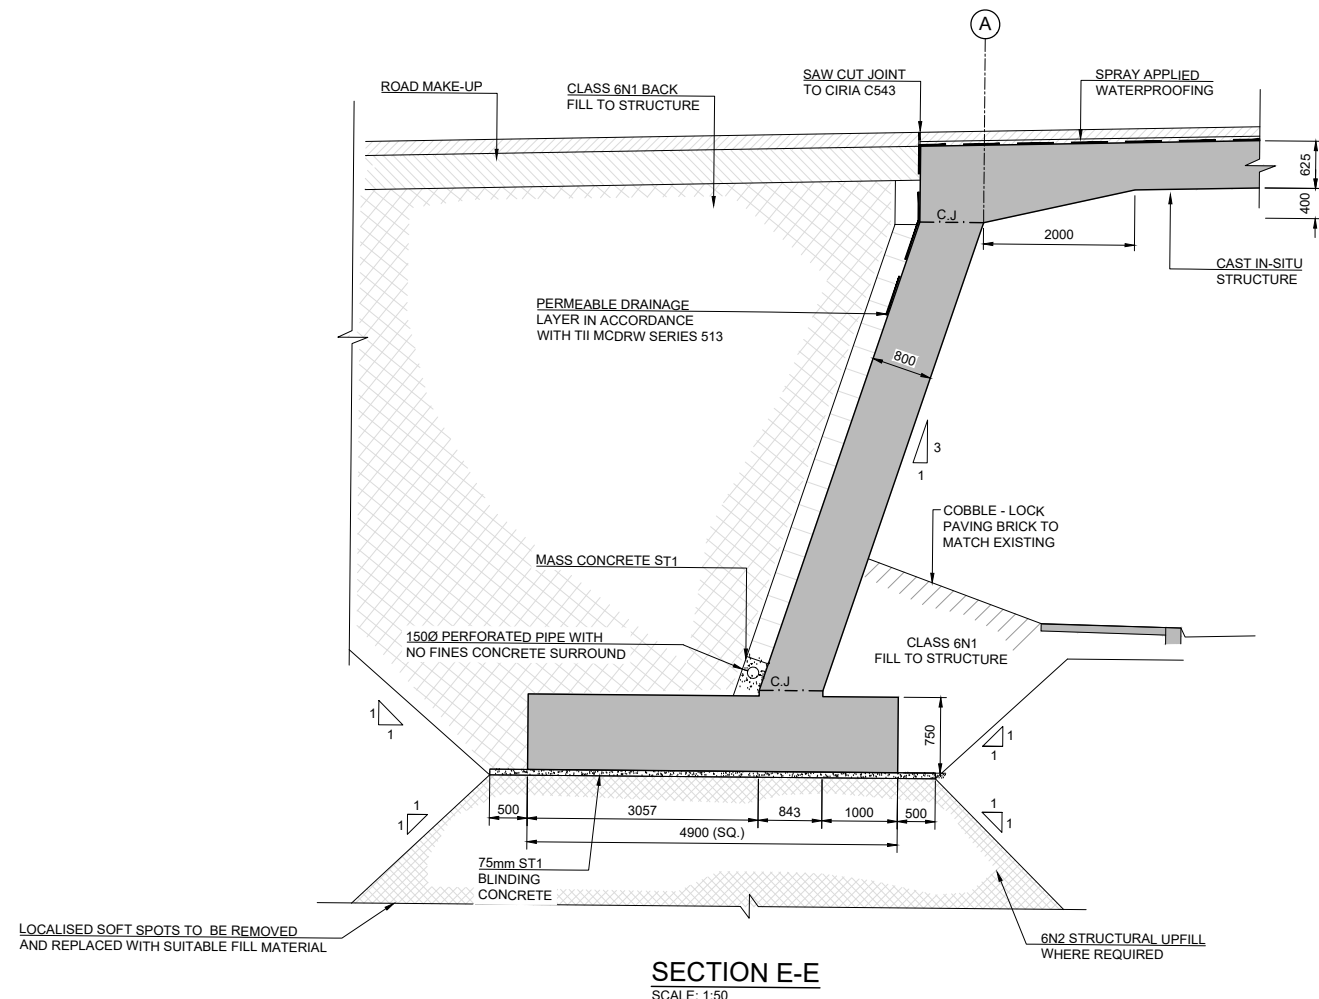 A
ROAD MAKE-UP
CLASS 6N1 BACK
FILL TO STRUCTURE
SAW CUT JOINT
TO CIRIA C543
SPRAY APPLIED
WATERPROOFING
625
400
C.J
2000
CAST IN-SITU
STRUCTURE
PERMEABLE DRAINAGE
LAYER IN ACCORDANCE
WITH TII MCDRW SERIES 513
800
3
1
COBBLE - LOCK
PAVING BRICK TO
MATCH EXISTING
MASS CONCRETE ST1
150Ø PERFORATED PIPE WITH
NO FINES CONCRETE SURROUND
CLASS 6N1
FILL TO STRUCTURE
C.J
1
1
750
1
1
500
3057
843
1000
500
1
1
1
1
4900 (SQ.)
75mm ST1
BLINDING
CONCRETE
LOCALISED SOFT SPOTS TO BE REMOVED
AND REPLACED WITH SUITABLE FILL MATERIAL
6N2 STRUCTURAL UPFILL
WHERE REQUIRED
SECTION E-E
SCALE: 1:50